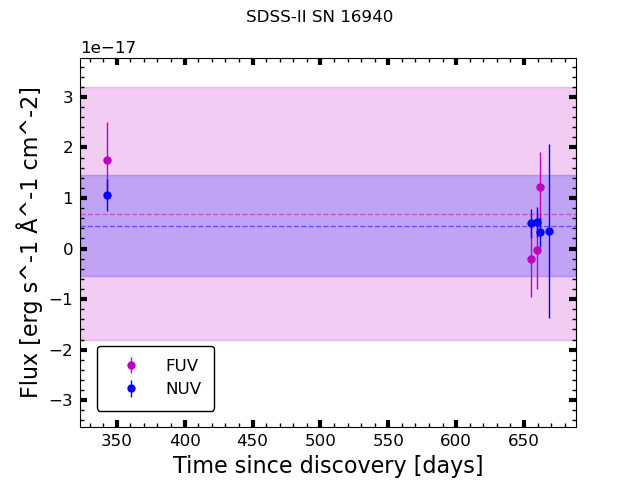 SDSS-II SN 16940
1e−17
3
2
1
0
−1
−2
−3
Flux [erg s^-1 Å^-1 cm^-2]
FUV
NUV
350 400 450 500 550 600 650
Time since discovery [days]